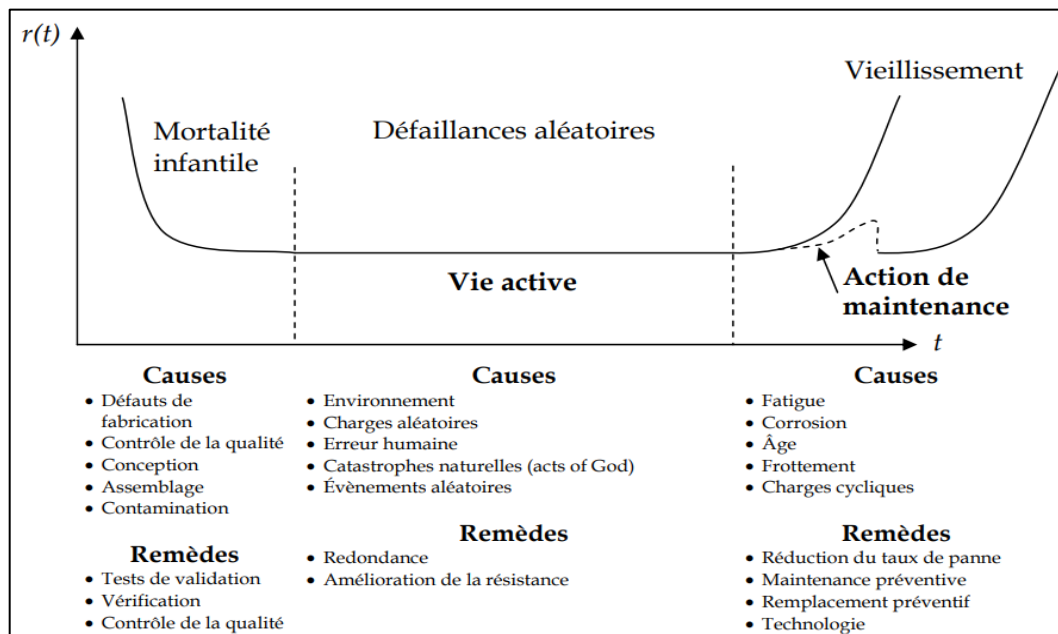 r(t)
Mortalité
infantile
Défaillances aléatoires
Vieillissement
Vie active
Action de
maintenance
t
Causes
• Défauts de
fabrication
• Contrôle de la qualité
• Conception
• Assemblage
• Contamination
Remèdes
• Tests de validation
• Vérification
• Contrôle de la qualité
Causes
• Environnement
• Charges aléatoires
• Erreur humaine
• Catastrophes naturelles (acts of God)
• Évènements aléatoires
Remèdes
• Redondance
• Amélioration de la résistance
Causes
• Fatigue
• Corrosion
• Âge
• Frottement
• Charges cycliques
Remèdes
• Réduction du taux de panne
• Maintenance préventive
• Remplacement préventif
• Technologie